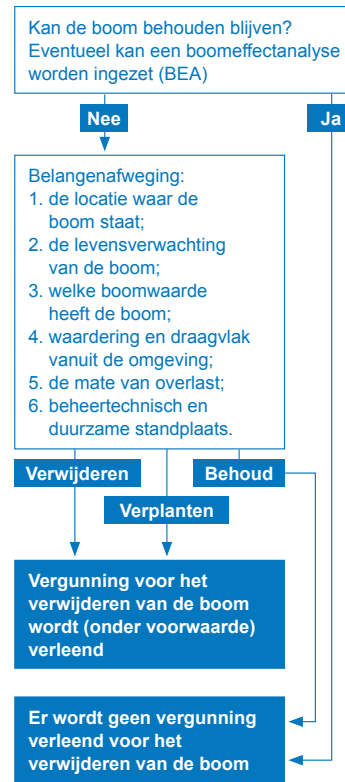 Kan de boom behouden blijven?
Eventueel kan een boomeffectanalyse
worden ingezet (BEA)
Nee
Ja
Belangenafweging:
1. de locatie waar de
boom staat;
2. de levensverwachting
van de boom;
3. welke boomwaarde
heeft de boom;
4. waardering en draagvlak
vanuit de omgeving;
5. de mate van overlast;
6. beheertechnisch en
duurzame standplaats.
Verwijderen
Behoud
Verplanten
Vergunning voor het
verwijderen van de boom
wordt (onder voorwaarde)
verleend
Er wordt geen vergunning
verleend voor het
verwijderen van de boom